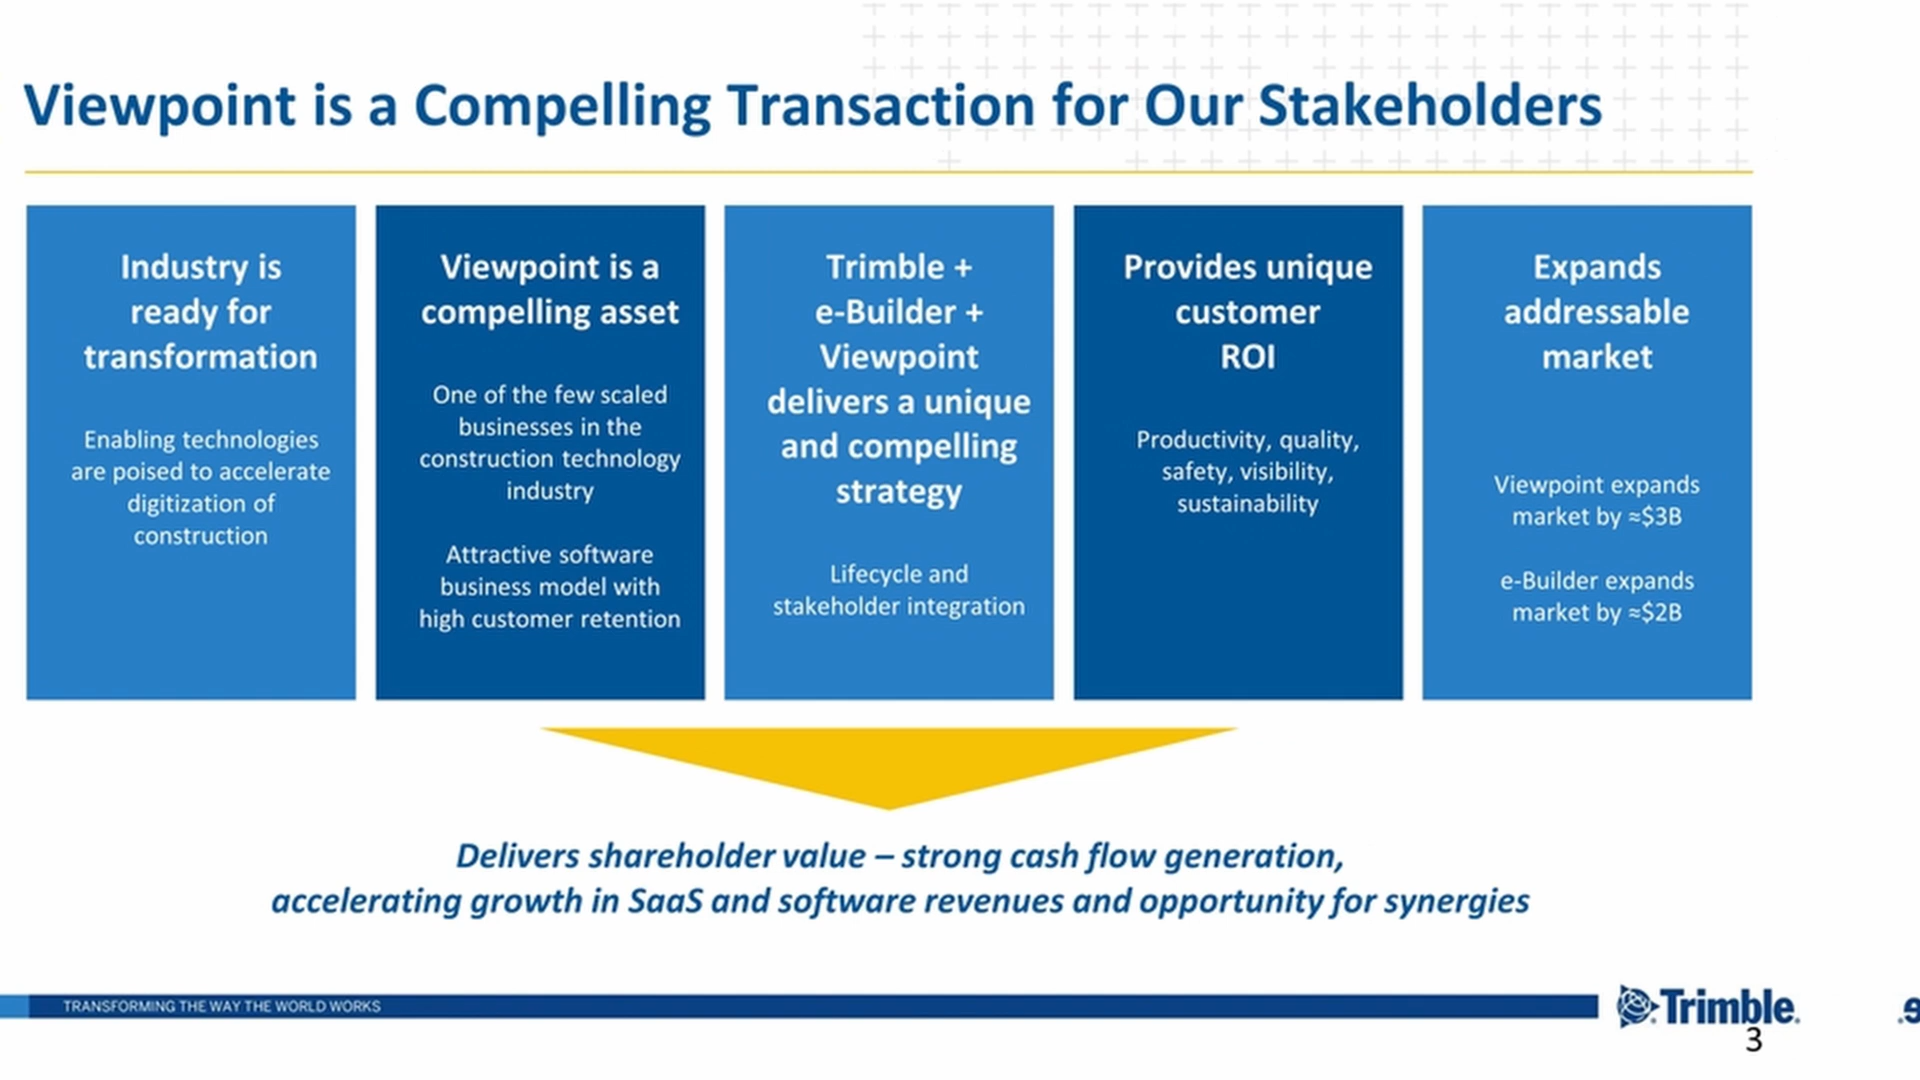 Viewpoint is a Compelling Transaction for Our Stakeholders
Industry is
ready for
transformation
Enabling technologies
are poised to accelerate
digitization of
construction
Viewpoint is a
compelling asset
One of the few scaled
businesses in the
construction technology
industry
Attractive software
business model with
high customer retention
Trimble +
e-Builder +
Viewpoint
delivers a unique
and compelling
strategy
Lifecycle and
stakeholder integration
Provides unique
customer
ROI
Productivity, quality,
safety, visibility,
sustainability
Expands
addressable
market
Viewpoint expands
market by ≈$3B
e-Builder expands
market by ≈$2B
Delivers shareholder value – strong cash flow generation,
accelerating growth in SaaS and software revenues and opportunity for synergies
TRANSFORMING THE WAY THE WORLD WORKS
Trimble
3